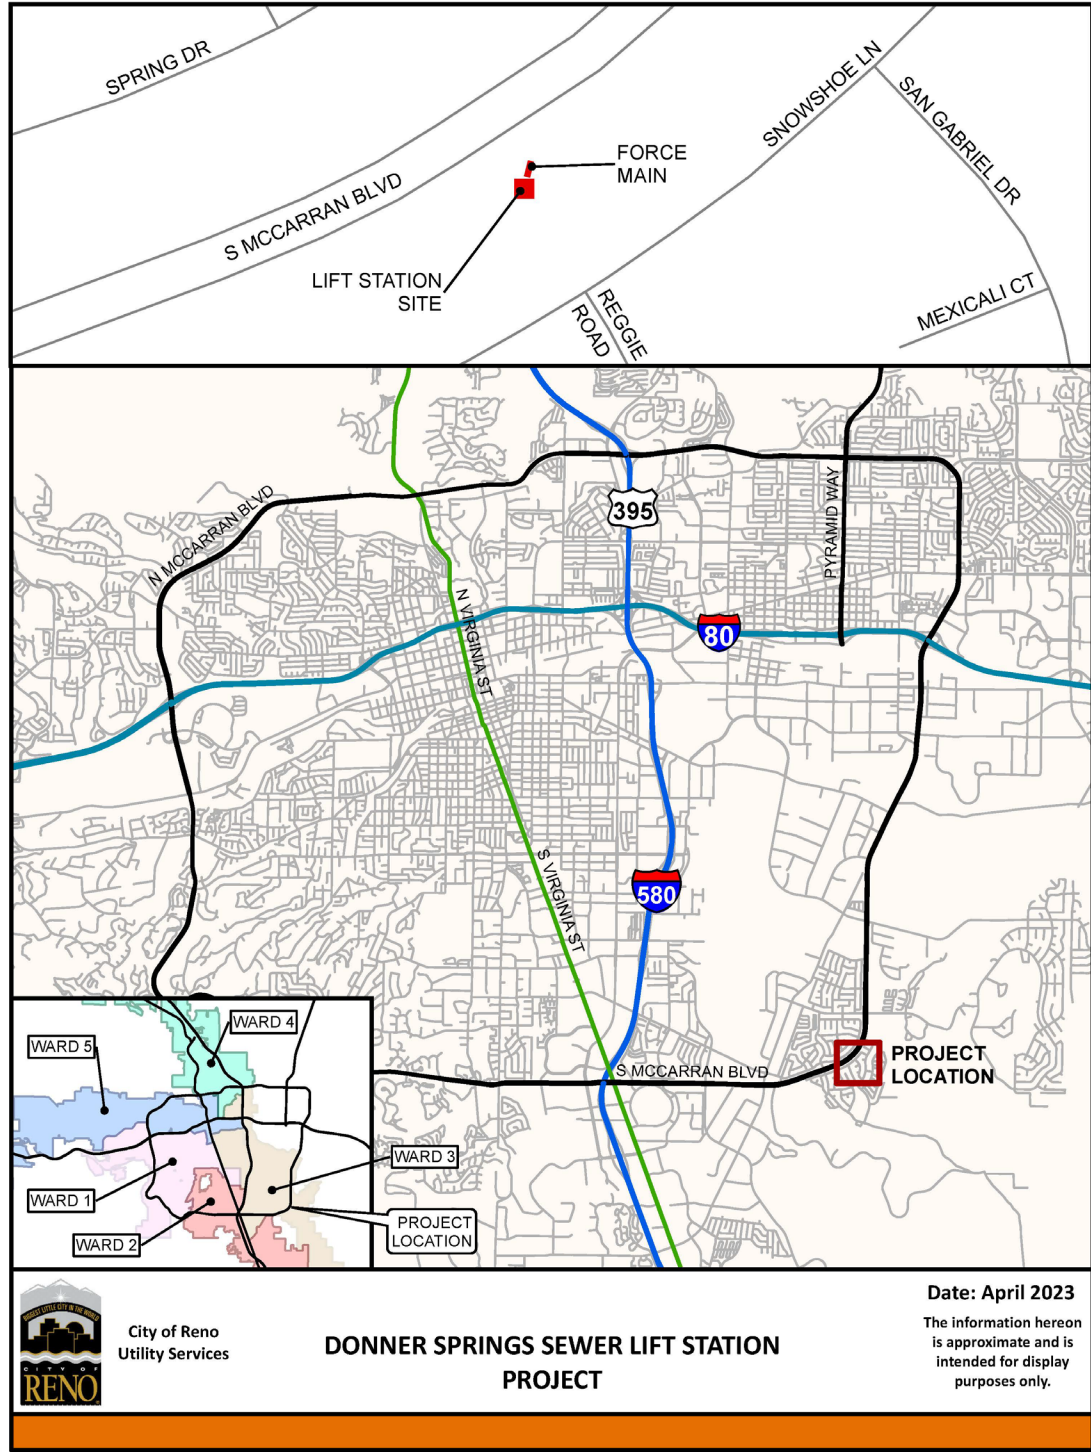 SPRING DR
S MCCARRAN BLVD
SNOWSHOE LN
SAN GABRIEL DR
FORCE
MAIN
LIFT STATION
SITE
REGGIE
ROAD
MEXICALI CT
N MCCARRAN BLVD
395
PYRAMID WAY
N VIRGINIA ST
80
S VIRGINIA ST
580
S MCCARRAN BLVD
PROJECT
LOCATION
WARD 4
WARD 5
WARD 3
WARD 1
WARD 2
PROJECT
LOCATION
BIGGEST LITTLE CITY IN THE WORLD
CITY OF
RENO
City of Reno
Utility Services
DONNER SPRINGS SEWER LIFT STATION
PROJECT
Date: April 2023
The information hereon
is approximate and is
intended for display
purposes only.